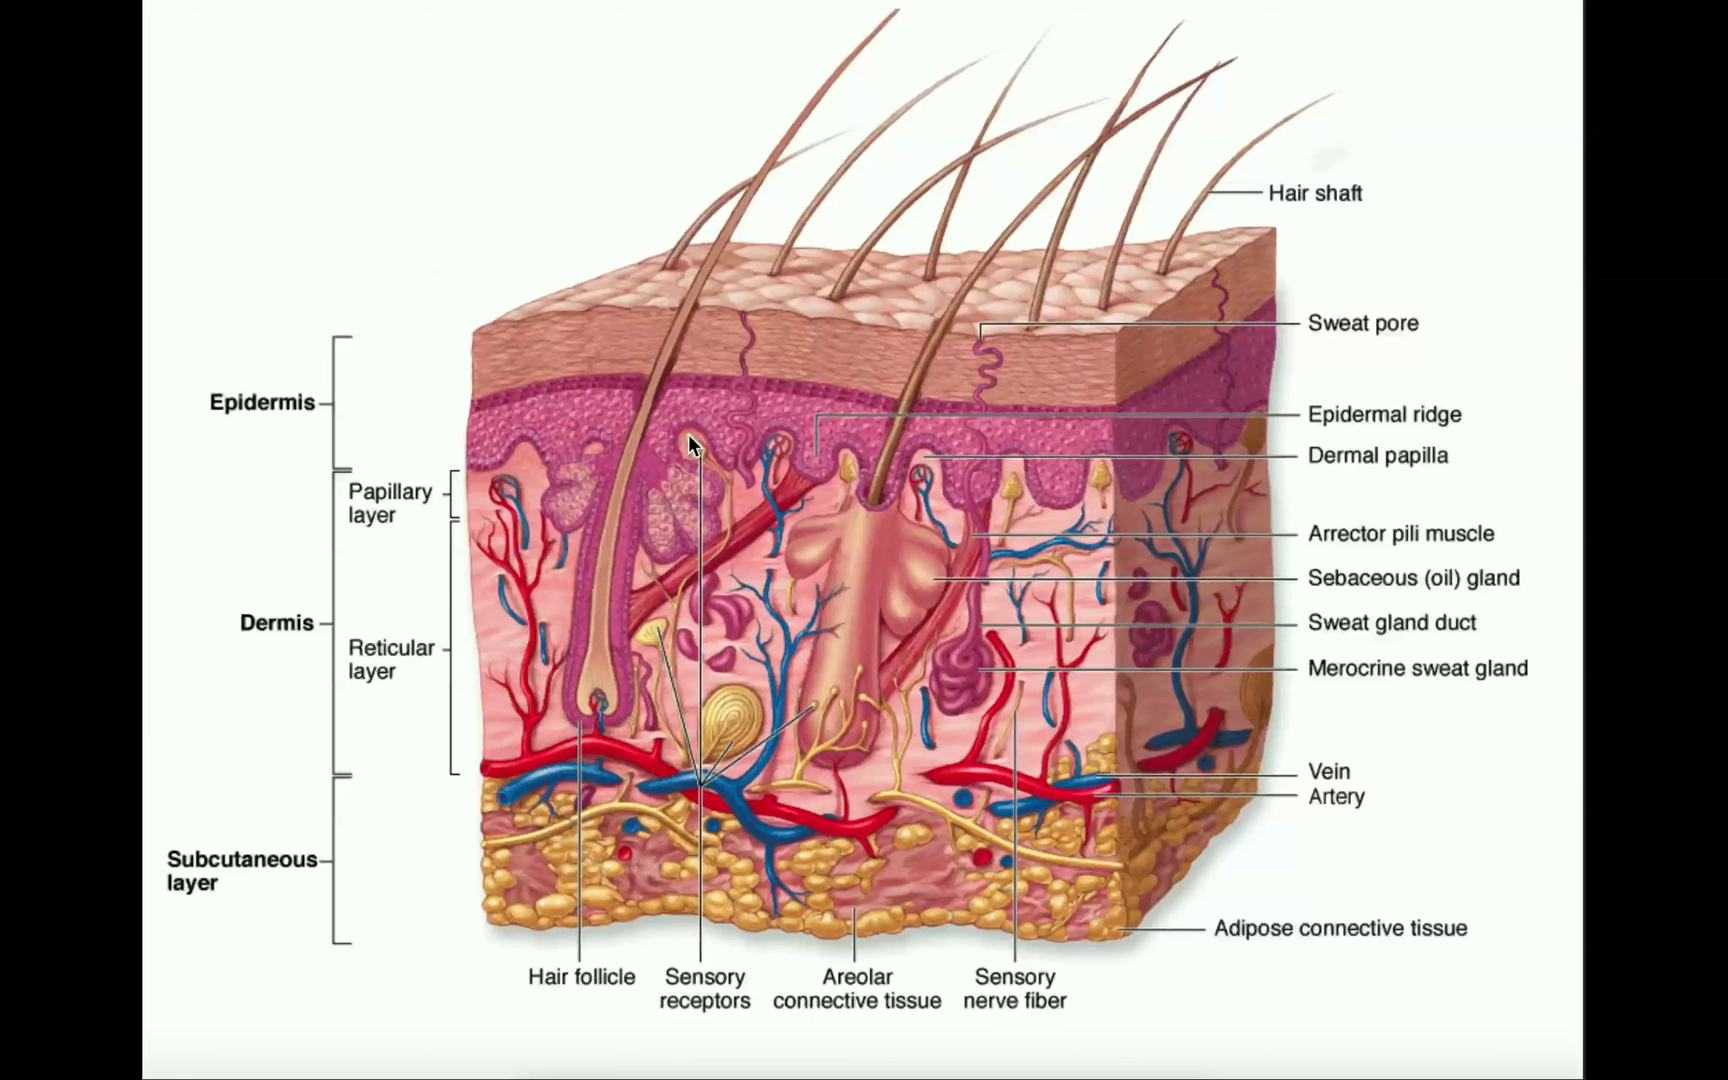 Hair shaft
Sweat pore
Epidermis
Epidermal ridge
Dermal papilla
Papillary
layer
Arrector pili muscle
Sebaceous (oil) gland
Dermis
Sweat gland duct
Reticular
layer
Merocrine sweat gland
Vein
Artery
Subcutaneous
layer
Adipose connective tissue
Hair follicle
Sensory
receptors
Areolar
connective tissue
Sensory
nerve fiber